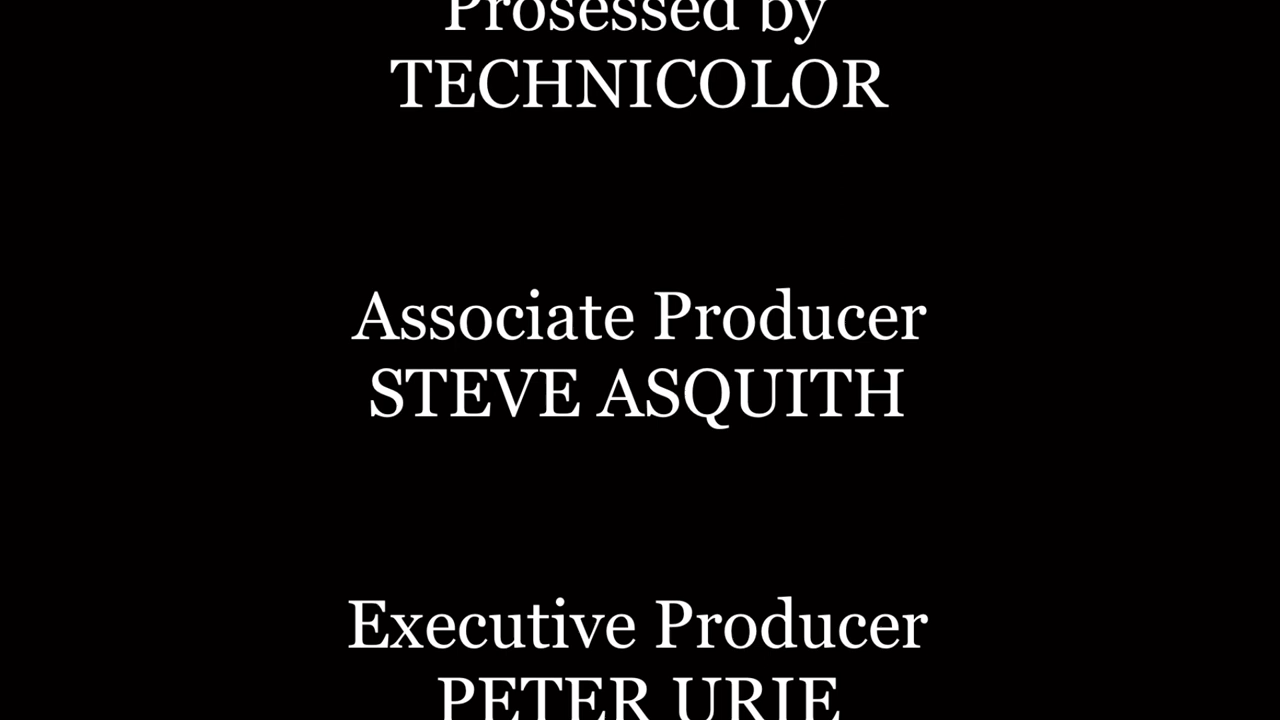 Prosessed by
TECHNICOLOR
Associate Producer
STEVE ASQUITH
Executive Producer
PETER URIE